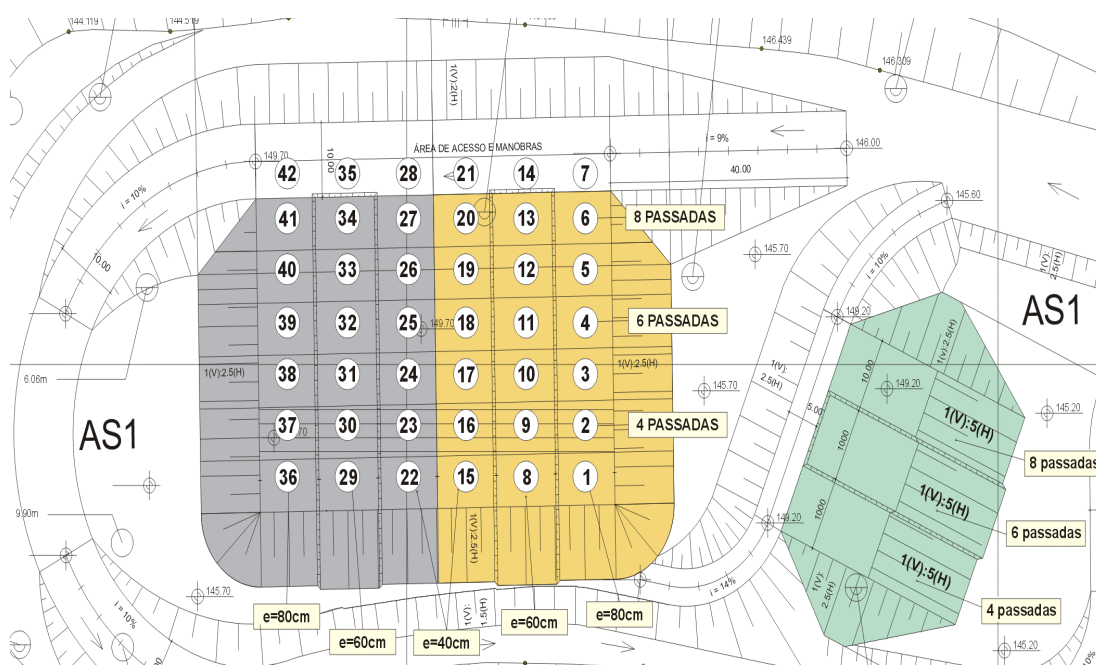 144.119
144.519
146.439
146.309
1(V):2(H)
i = 9%
149.70
10.00
ÁREA DE ACESSO E MANOBRAS
146.00
40.00
42
35
28
21
14
7
i = 10%
145.60
41
34
27
20
13
6
8 PASSADAS
145.70
10.00
40
33
26
19
12
5
i = 10%
1(V):
2.5(H)
AS1
39
32
25
149.70
18
11
4
6 PASSADAS
149.20
1(v):2.5(H)
6.06m
1(V):2.5(H)
38
31
24
17
10
3
1(V):2.5(H)
1(V):
2.5(H)
10.00
149.20
145.70
AS1
37
30
23
16
9
2
4 PASSADAS
5.00
1(V):5(H)
145.20
1000
8 passadas
36
29
22
15
8
1
1(V):5(H)
9.90m
1000
149.20
6 passadas
1(V):2.5(H)
1(V):5(H)
i = 14%
1(V):
2.5(H)
145.70
4 passadas
e=80cm
e=60cm
e=40cm
e=60cm
e=80cm
i = 10%
145.20
10%